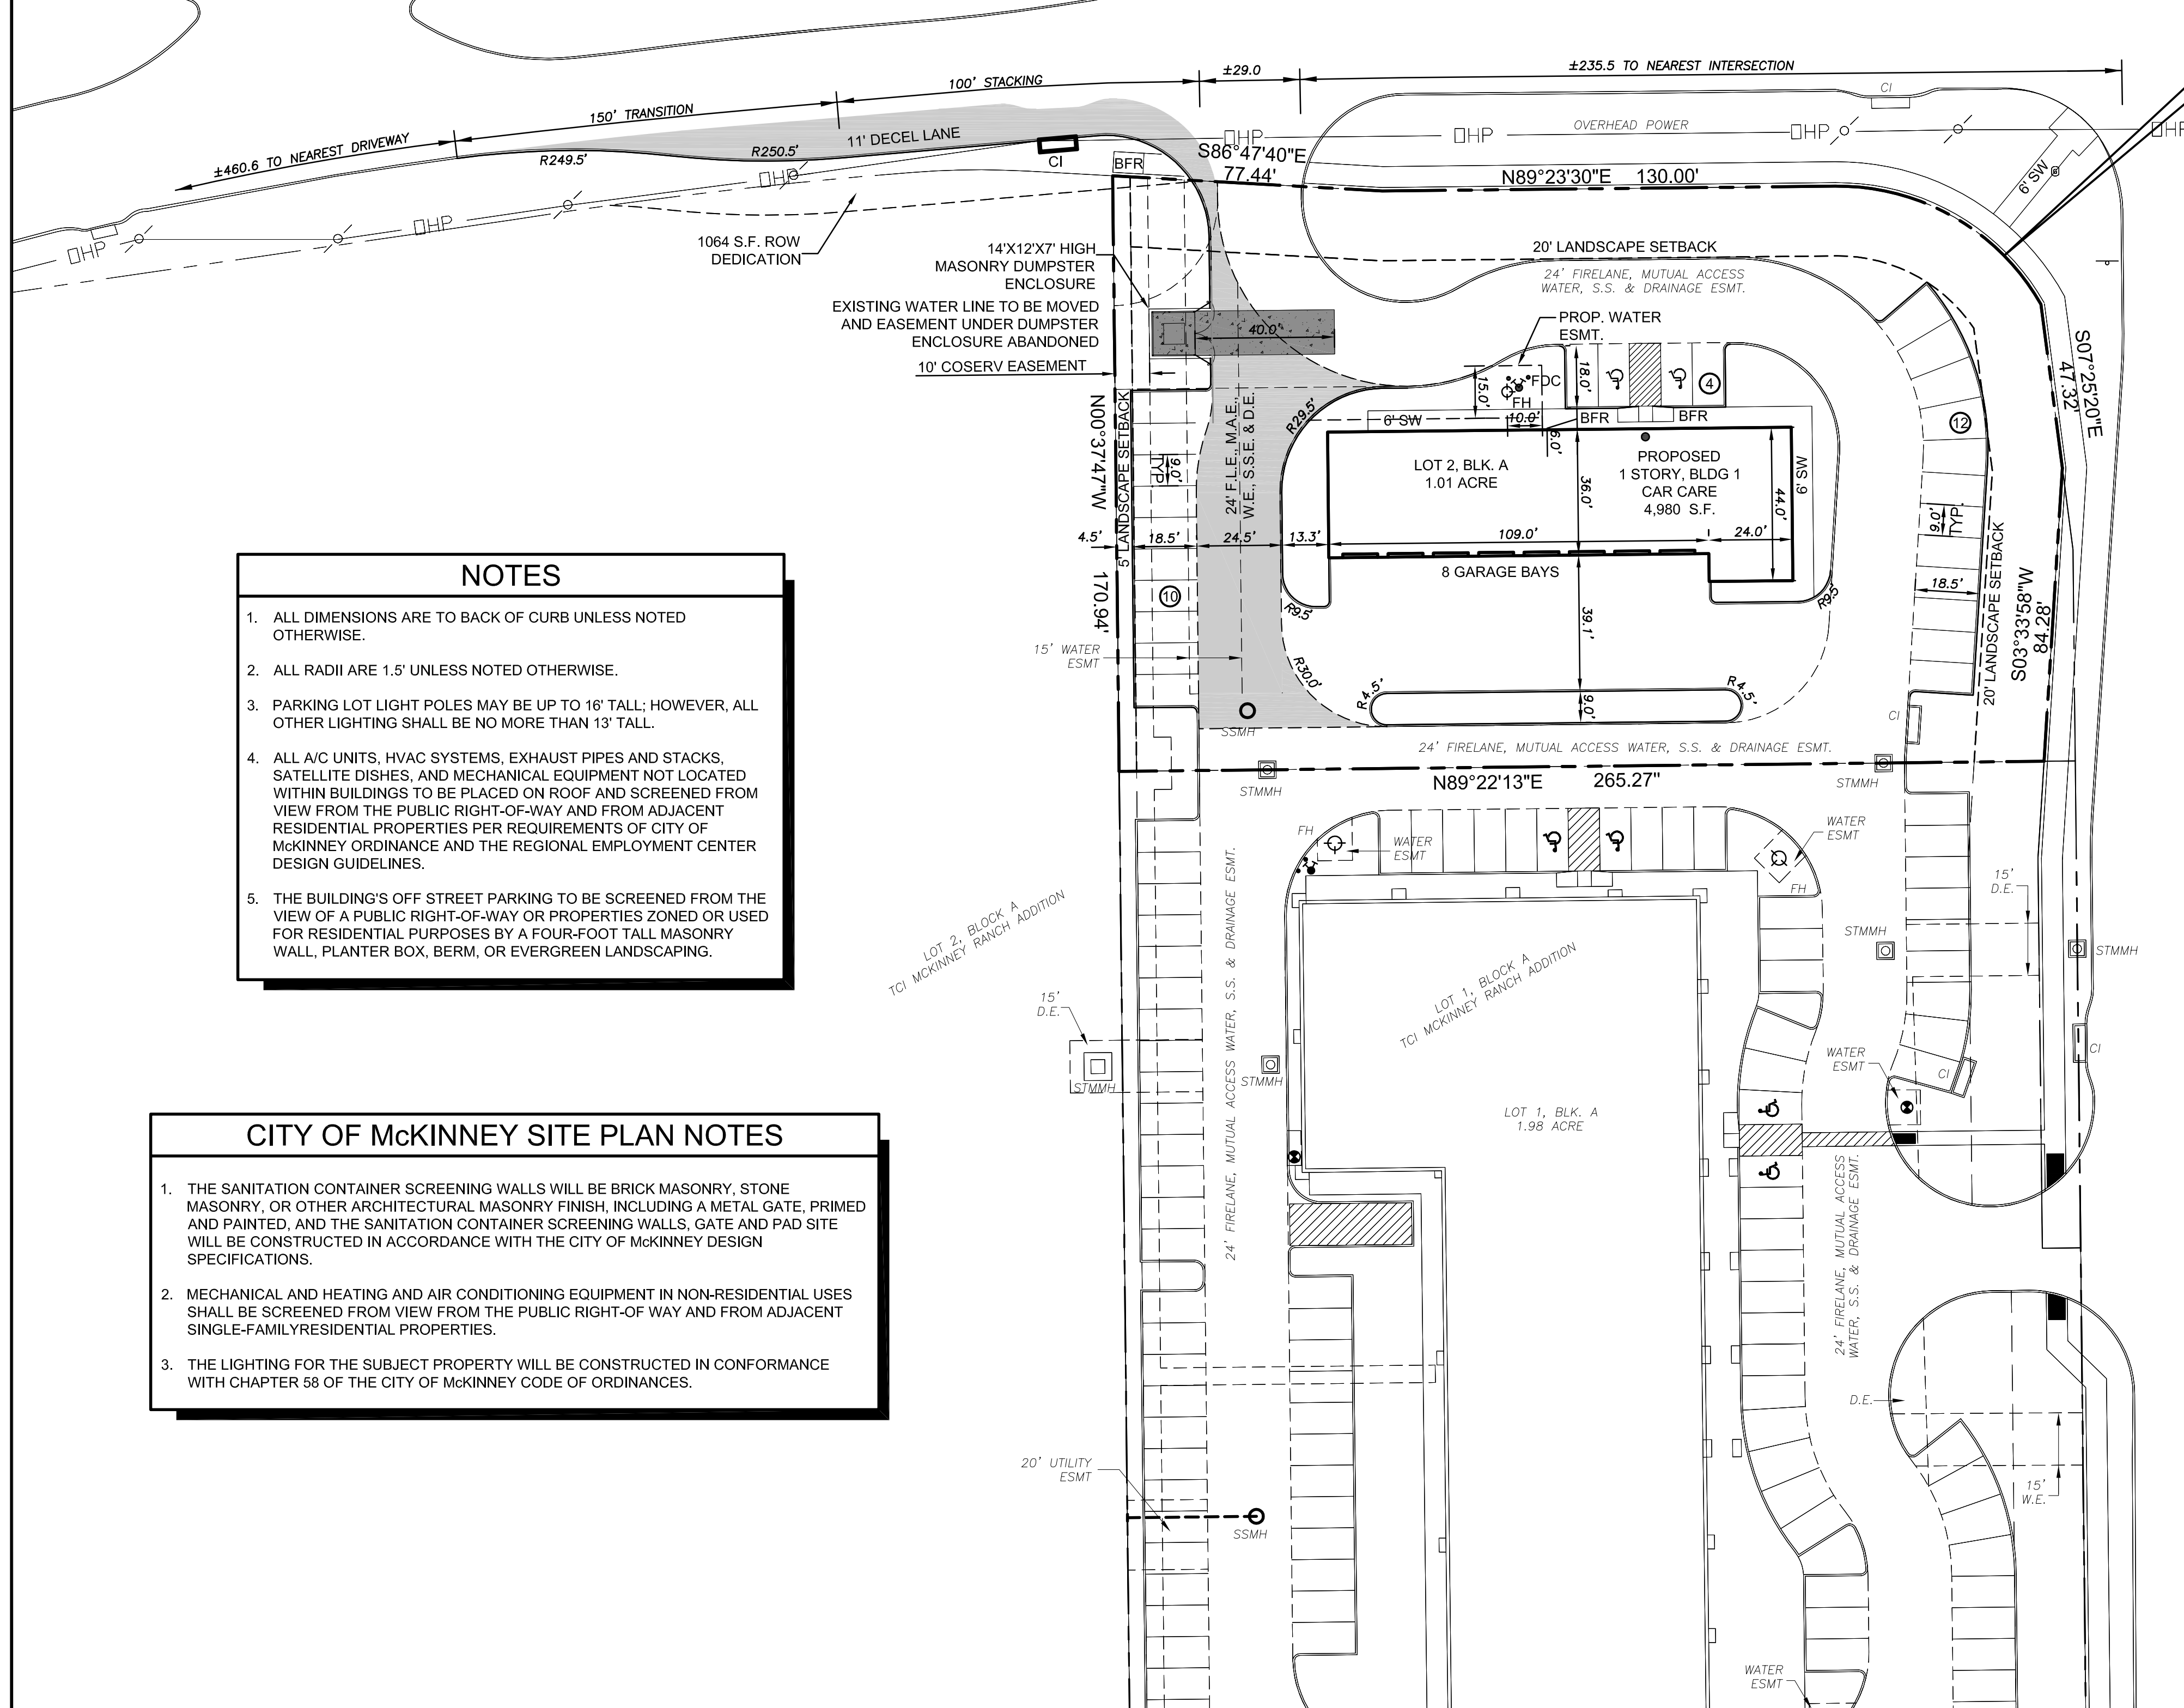 ±460.6 TO NEAREST DRIVEWAY
150' TRANSITION
100' STACKING
±29.0
±235.5 TO NEAREST INTERSECTION
R249.5'
R250.5'
11' DECEL LANE
CI
BFR
S86°47'40"E
77.44'
OVERHEAD POWER
CI
N89°23'30"E 130.00'
6' SW
HP
HP
HP
HP
HP
HP
HP
1064 S.F. ROW
DEDICATION
14'X12'X7' HIGH
MASONRY DUMPSTER
ENCLOSURE
EXISTING WATER LINE TO BE MOVED
AND EASEMENT UNDER DUMPSTER
ENCLOSURE ABANDONED
10' COSERV EASEMENT
20' LANDSCAPE SETBACK
24' FIRELANE, MUTUAL ACCESS
WATER, S.S. & DRAINAGE ESMT.
40.0'
PROP. WATER
ESMT.
15.0'
FDC
FH
10.0'
18.0'
4
6' SW
BFR
BFR
6.0'
R29.5'
12
S07°25'20"E
47.32'
N00°37'47"W
170.94'
5' LANDSCAPE SETBACK
9.0'
TYP.
24' F.L.E., M.A.E.,
W.E., S.S.E. & D.E.
LOT 2, BLK. A
1.01 ACRE
PROPOSED
1 STORY, BLDG 1
CAR CARE
4,980 S.F.
36.0'
44.0'
6' SW
9.0'
TYP.
4.5'
18.5'
24.5'
13.3'
109.0'
24.0'
8 GARAGE BAYS
10
R9.5'
R9.5'
39.1'
18.5'
20' LANDSCAPE SETBACK
S03°33'58"W
84.28'
15' WATER
ESMT
R30.0'
R4.5'
R4.5'
9.0'
SSMH
CI
24' FIRELANE, MUTUAL ACCESS WATER, S.S. & DRAINAGE ESMT.
N89°22'13"E 265.27"
STMMH
STMMH
NOTES
1. ALL DIMENSIONS ARE TO BACK OF CURB UNLESS NOTED
OTHERWISE.
2. ALL RADII ARE 1.5' UNLESS NOTED OTHERWISE.
3. PARKING LOT LIGHT POLES MAY BE UP TO 16' TALL; HOWEVER, ALL
OTHER LIGHTING SHALL BE NO MORE THAN 13' TALL.
4. ALL A/C UNITS, HVAC SYSTEMS, EXHAUST PIPES AND STACKS,
SATELLITE DISHES, AND MECHANICAL EQUIPMENT NOT LOCATED
WITHIN BUILDINGS TO BE PLACED ON ROOF AND SCREENED FROM
VIEW FROM THE PUBLIC RIGHT-OF-WAY AND FROM ADJACENT
RESIDENTIAL PROPERTIES PER REQUIREMENTS OF CITY OF
McKINNEY ORDINANCE AND THE REGIONAL EMPLOYMENT CENTER
DESIGN GUIDELINES.
5. THE BUILDING'S OFF STREET PARKING TO BE SCREENED FROM THE
VIEW OF A PUBLIC RIGHT-OF-WAY OR PROPERTIES ZONED OR USED
FOR RESIDENTIAL PURPOSES BY A FOUR-FOOT TALL MASONRY
WALL, PLANTER BOX, BERM, OR EVERGREEN LANDSCAPING.
FH
WATER
ESMT
WATER
ESMT
FH
15'
D.E.
STMMH
STMMH
LOT 2, BLOCK A
TCI MCKINNEY RANCH ADDITION
LOT 1, BLOCK A
TCI MCKINNEY RANCH ADDITION
24' FIRELANE, MUTUAL ACCESS WATER, S.S. & DRAINAGE ESMT.
15'
D.E.
STMMH
STMMH
WATER
ESMT
CI
CI
LOT 1, BLK. A
1.98 ACRE
24' FIRELANE, MUTUAL ACCESS
WATER, S.S. & DRAINAGE ESMT.
CITY OF McKINNEY SITE PLAN NOTES
1. THE SANITATION CONTAINER SCREENING WALLS WILL BE BRICK MASONRY, STONE
MASONRY, OR OTHER ARCHITECTURAL MASONRY FINISH, INCLUDING A METAL GATE, PRIMED
AND PAINTED, AND THE SANITATION CONTAINER SCREENING WALLS, GATE AND PAD SITE
WILL BE CONSTRUCTED IN ACCORDANCE WITH THE CITY OF McKINNEY DESIGN
SPECIFICATIONS.
2. MECHANICAL AND HEATING AND AIR CONDITIONING EQUIPMENT IN NON-RESIDENTIAL USES
SHALL BE SCREENED FROM VIEW FROM THE PUBLIC RIGHT-OF WAY AND FROM ADJACENT
SINGLE-FAMILYRESIDENTIAL PROPERTIES.
3. THE LIGHTING FOR THE SUBJECT PROPERTY WILL BE CONSTRUCTED IN CONFORMANCE
WITH CHAPTER 58 OF THE CITY OF McKINNEY CODE OF ORDINANCES.
D.E.
20' UTILITY
ESMT
SSMH
15'
W.E.
WATER
ESMT